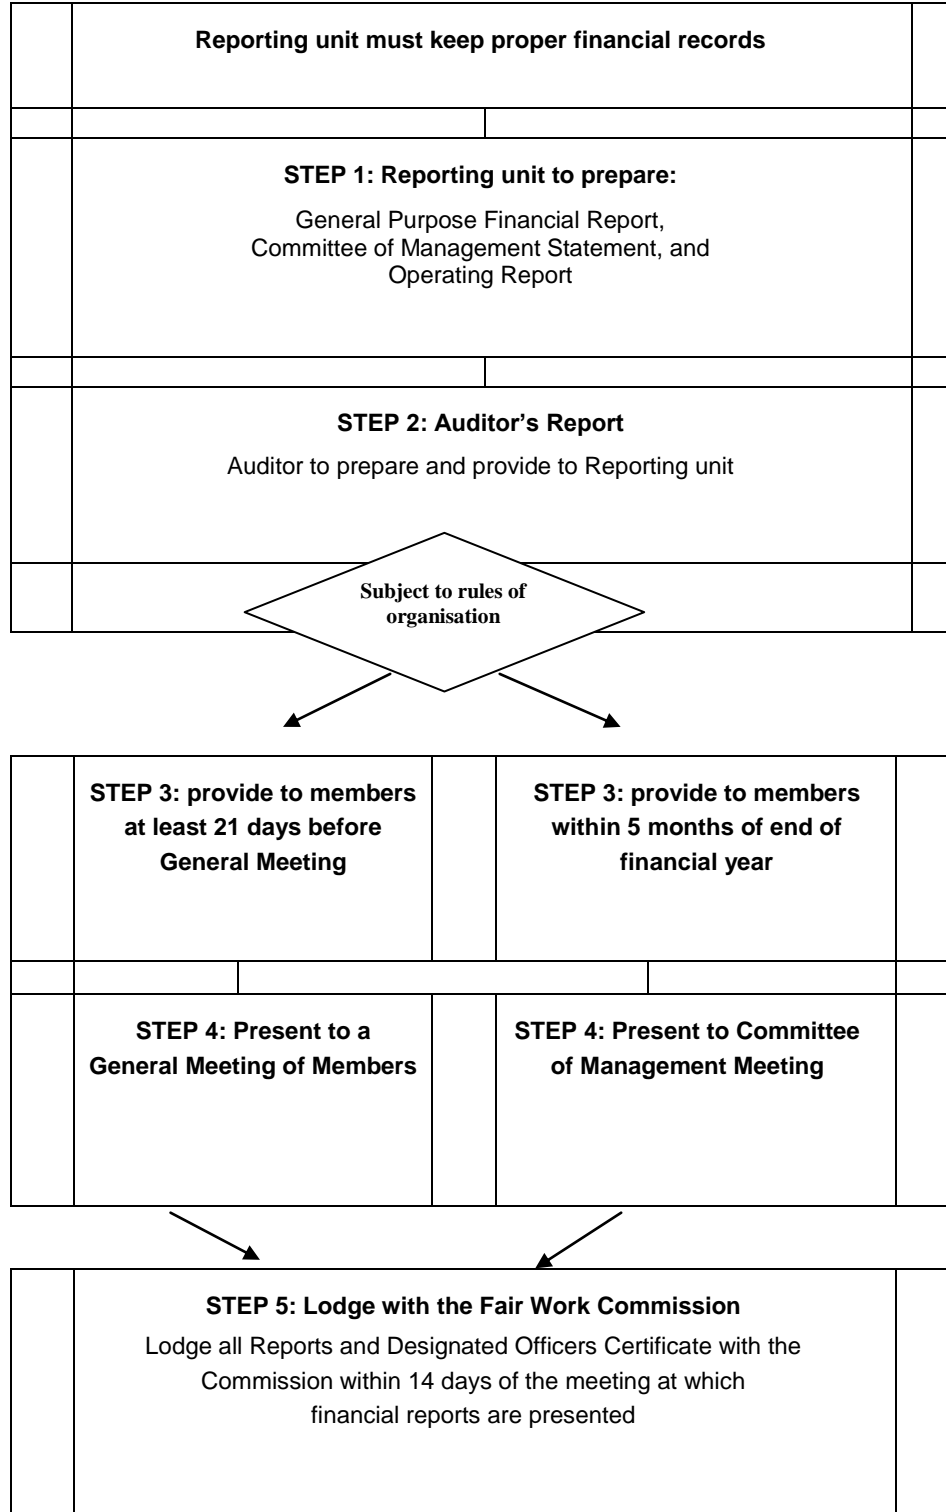 Reporting unit must keep proper financial records
STEP 1: Reporting unit to prepare:
General Purpose Financial Report,
Committee of Management Statement, and
Operating Report
STEP 2: Auditor’s Report
Auditor to prepare and provide to Reporting unit
Subject to rules of
organisation
STEP 3: provide to members
at least 21 days before
General Meeting
STEP 3: provide to members
within 5 months of end of
financial year
STEP 4: Present to a
General Meeting of Members
STEP 4: Present to Committee
of Management Meeting
STEP 5: Lodge with the Fair Work Commission
Lodge all Reports and Designated Officers Certificate with the
Commission within 14 days of the meeting at which
financial reports are presented